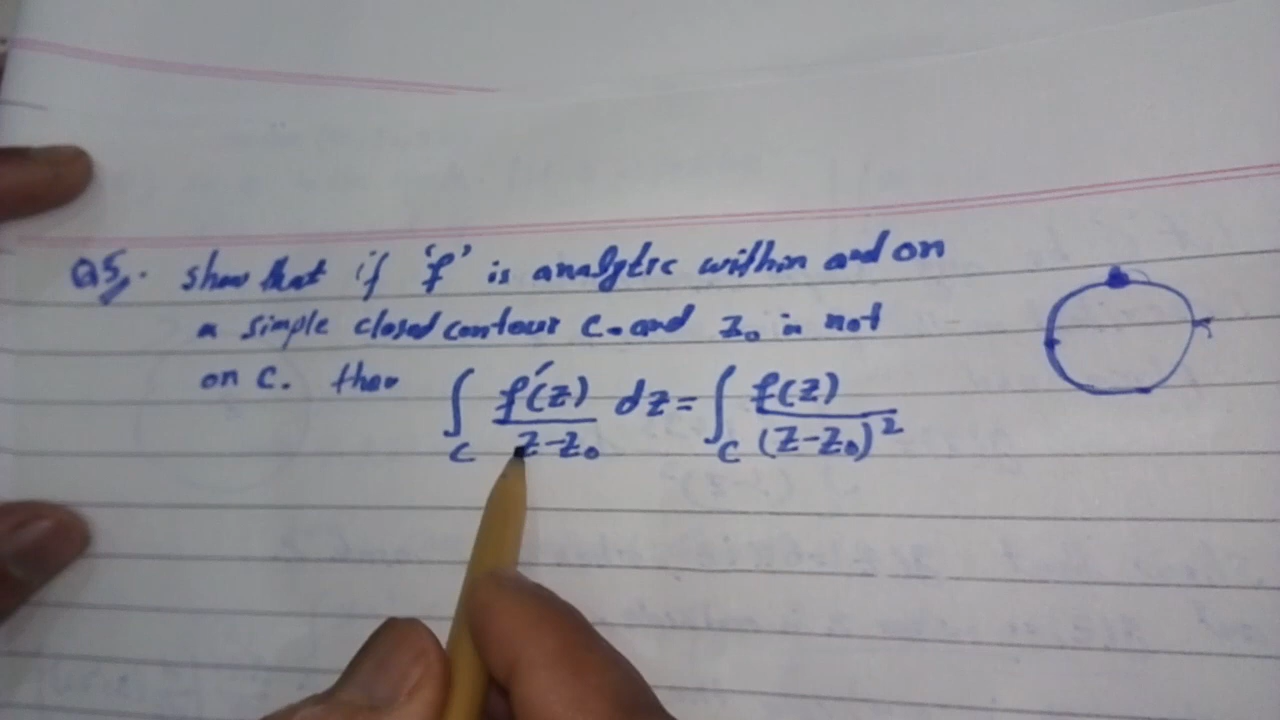 Q5. show that if 'f' is analytic within and on
a simple closed contour C. and z₀ is not
on C. then ∫_C f'(z)/(z-z₀) dz = ∫_C f(z)/(z-z₀)²